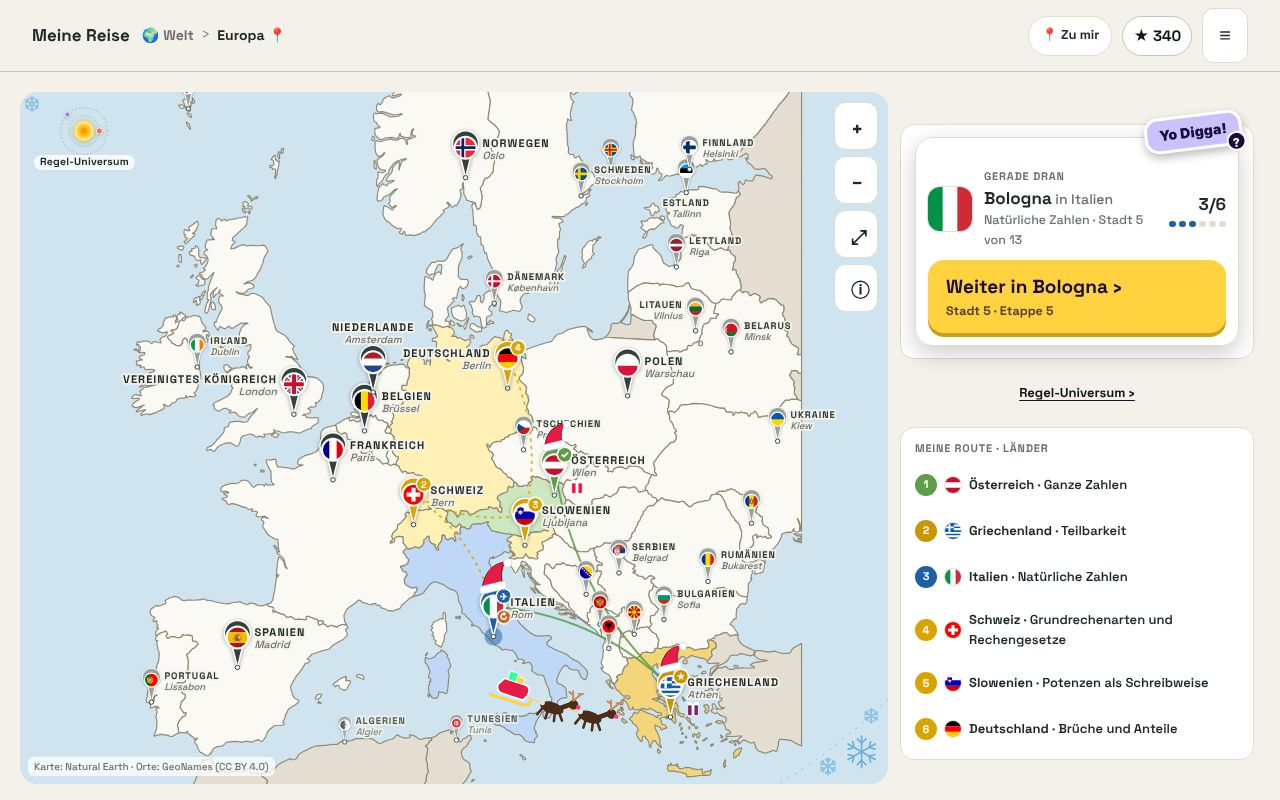 Meine Reise
🌍 Welt > Europa 📍
📍 Zu mir
★ 340
≡
Regel-Universum
NORWEGEN
Oslo
SCHWEDEN
Stockholm
FINNLAND
Helsinki
ESTLAND
Tallinn
LETTLAND
Riga
DÄNEMARK
København
LITAUEN
Vilnius
BELARUS
Minsk
IRLAND
Dublin
NIEDERLANDE
Amsterdam
DEUTSCHLAND
Berlin
4
POLEN
Warschau
VEREINIGTES KÖNIGREICH
London
BELGIEN
Brüssel
UKRAINE
Kiew
TSCHECHIEN
FRANKREICH
Paris
ÖSTERREICH
Wien
SCHWEIZ
Bern
2
SLOWENIEN
Ljubljana
3
SERBIEN
Belgrad
RUMÄNIEN
Bukarest
ITALIEN
Rom
BULGARIEN
Sofia
SPANIEN
Madrid
PORTUGAL
Lissabon
GRIECHENLAND
Athen
ALGERIEN
Algier
TUNESIEN
Tunis
Karte: Natural Earth · Orte: GeoNames (CC BY 4.0)
+
−
Yo Digga!
?
GERADE DRAN
Bologna in Italien
Natürliche Zahlen · Stadt 5
von 13
3/6
Weiter in Bologna >
Stadt 5 · Etappe 5
Regel-Universum >
MEINE ROUTE · LÄNDER
1 Österreich · Ganze Zahlen
2 Griechenland · Teilbarkeit
3 Italien · Natürliche Zahlen
4 Schweiz · Grundrechenarten und
Rechengesetze
5 Slowenien · Potenzen als Schreibweise
6 Deutschland · Brüche und Anteile